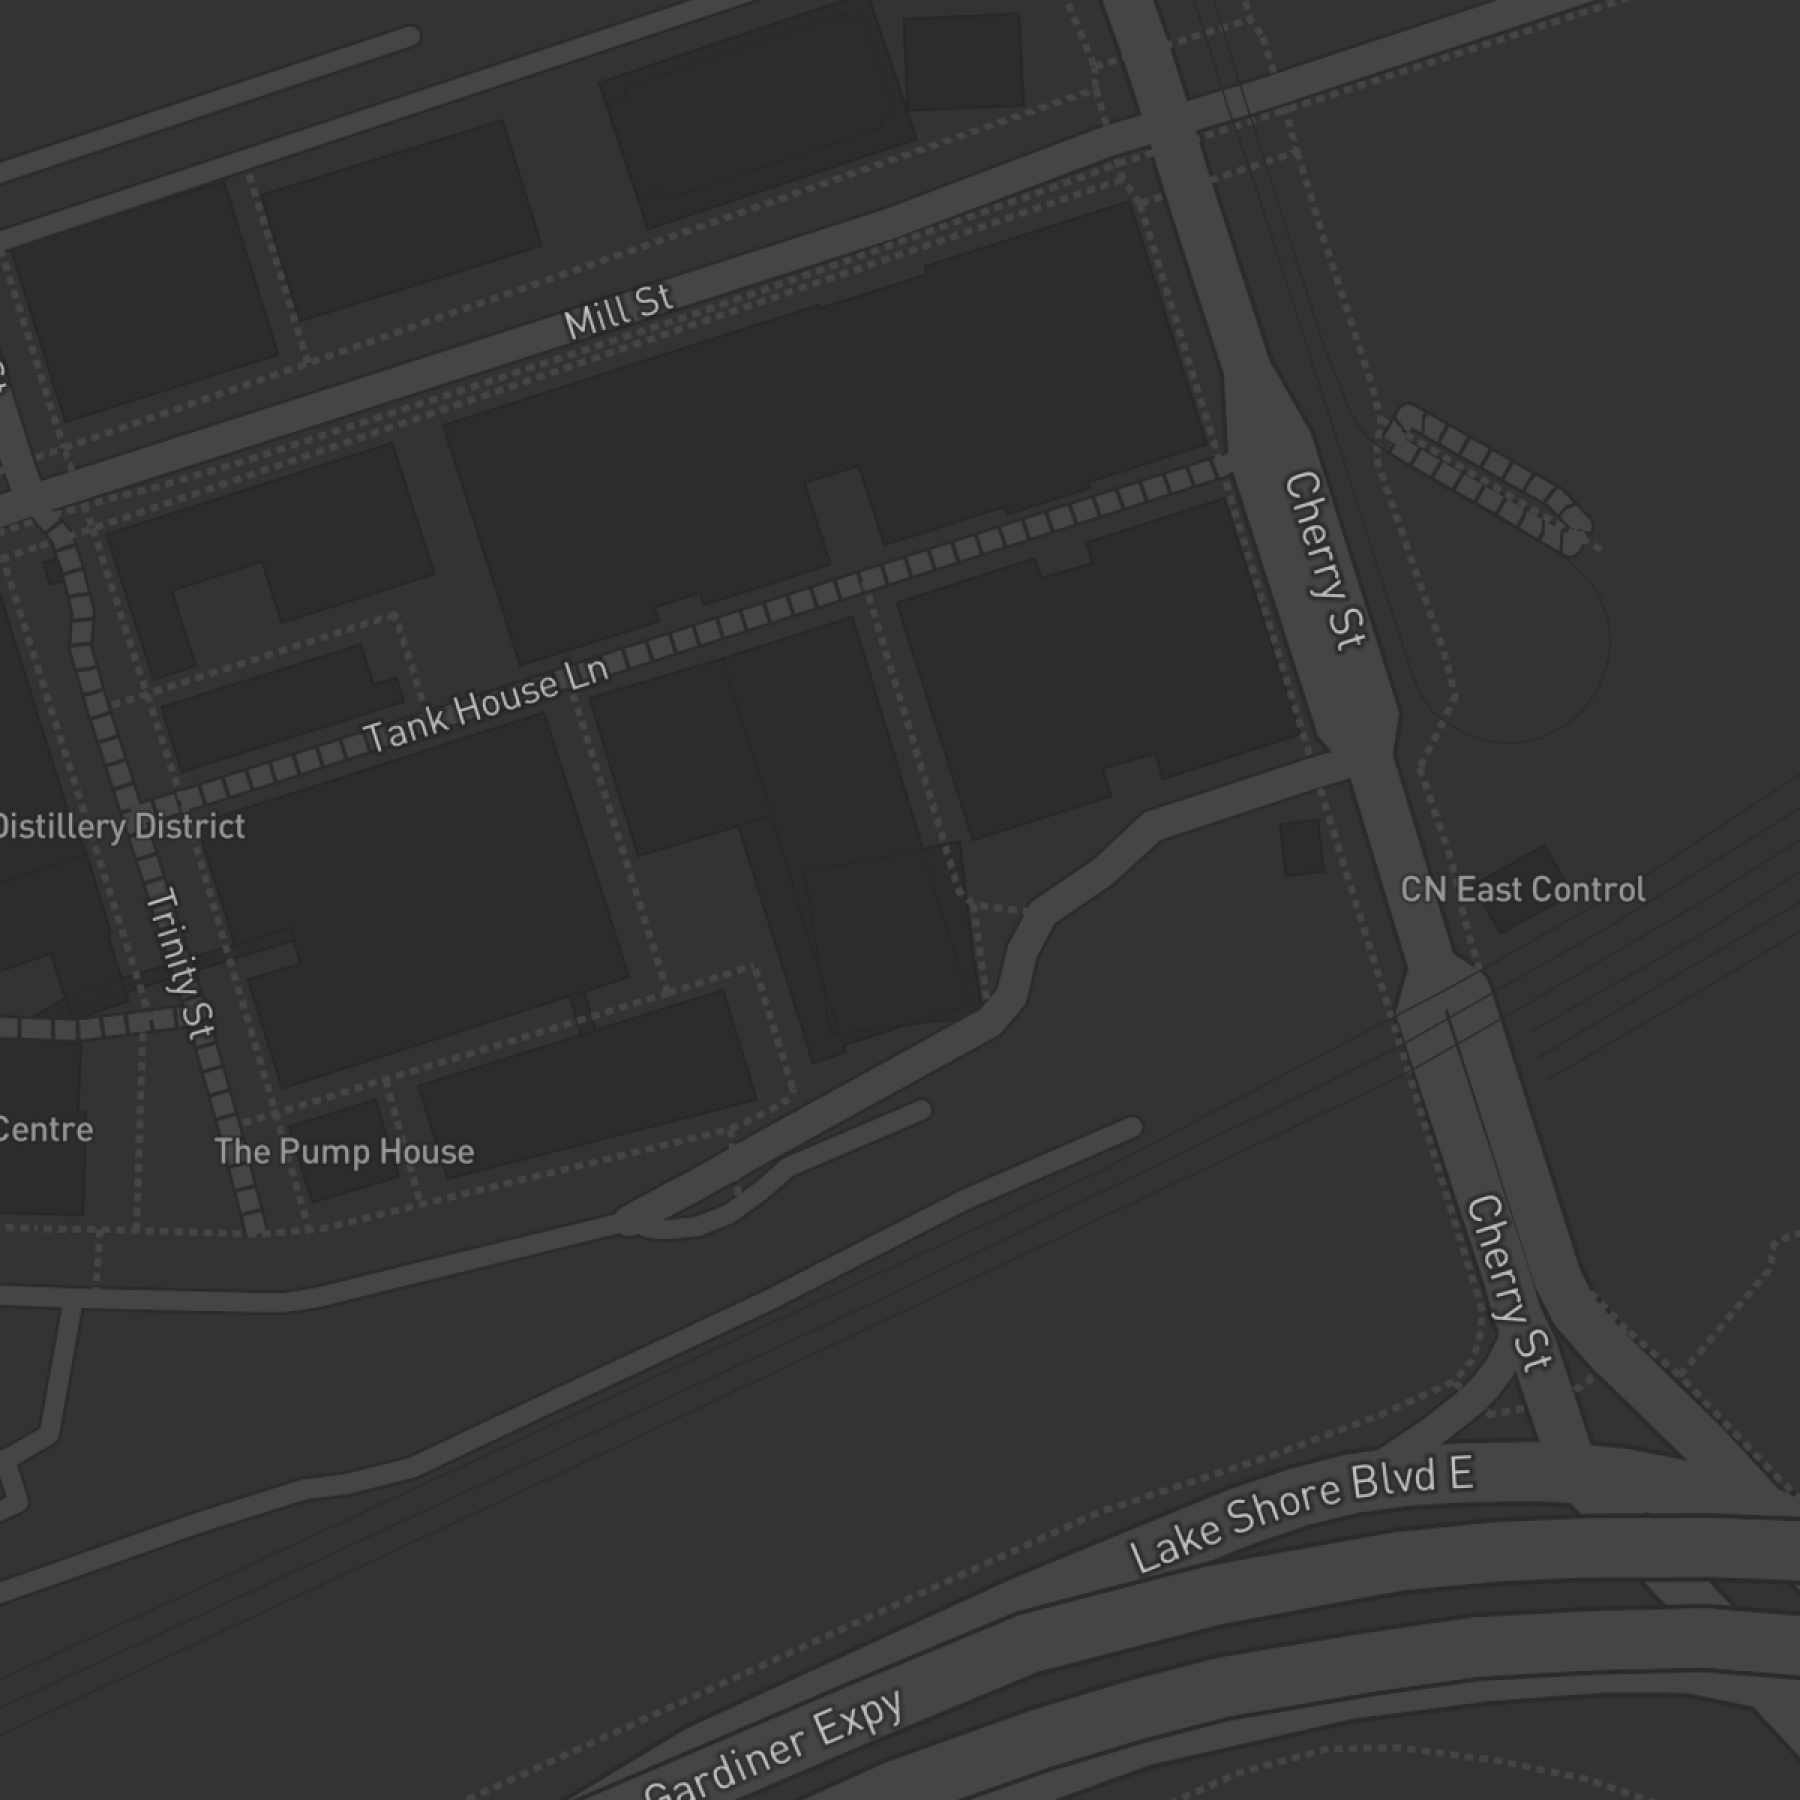 Mill St
Cherry St
Tank House Ln
Distillery District
CN East Control
Trinity St
Centre
The Pump House
Cherry St
Lake Shore Blvd E
Gardiner Expy